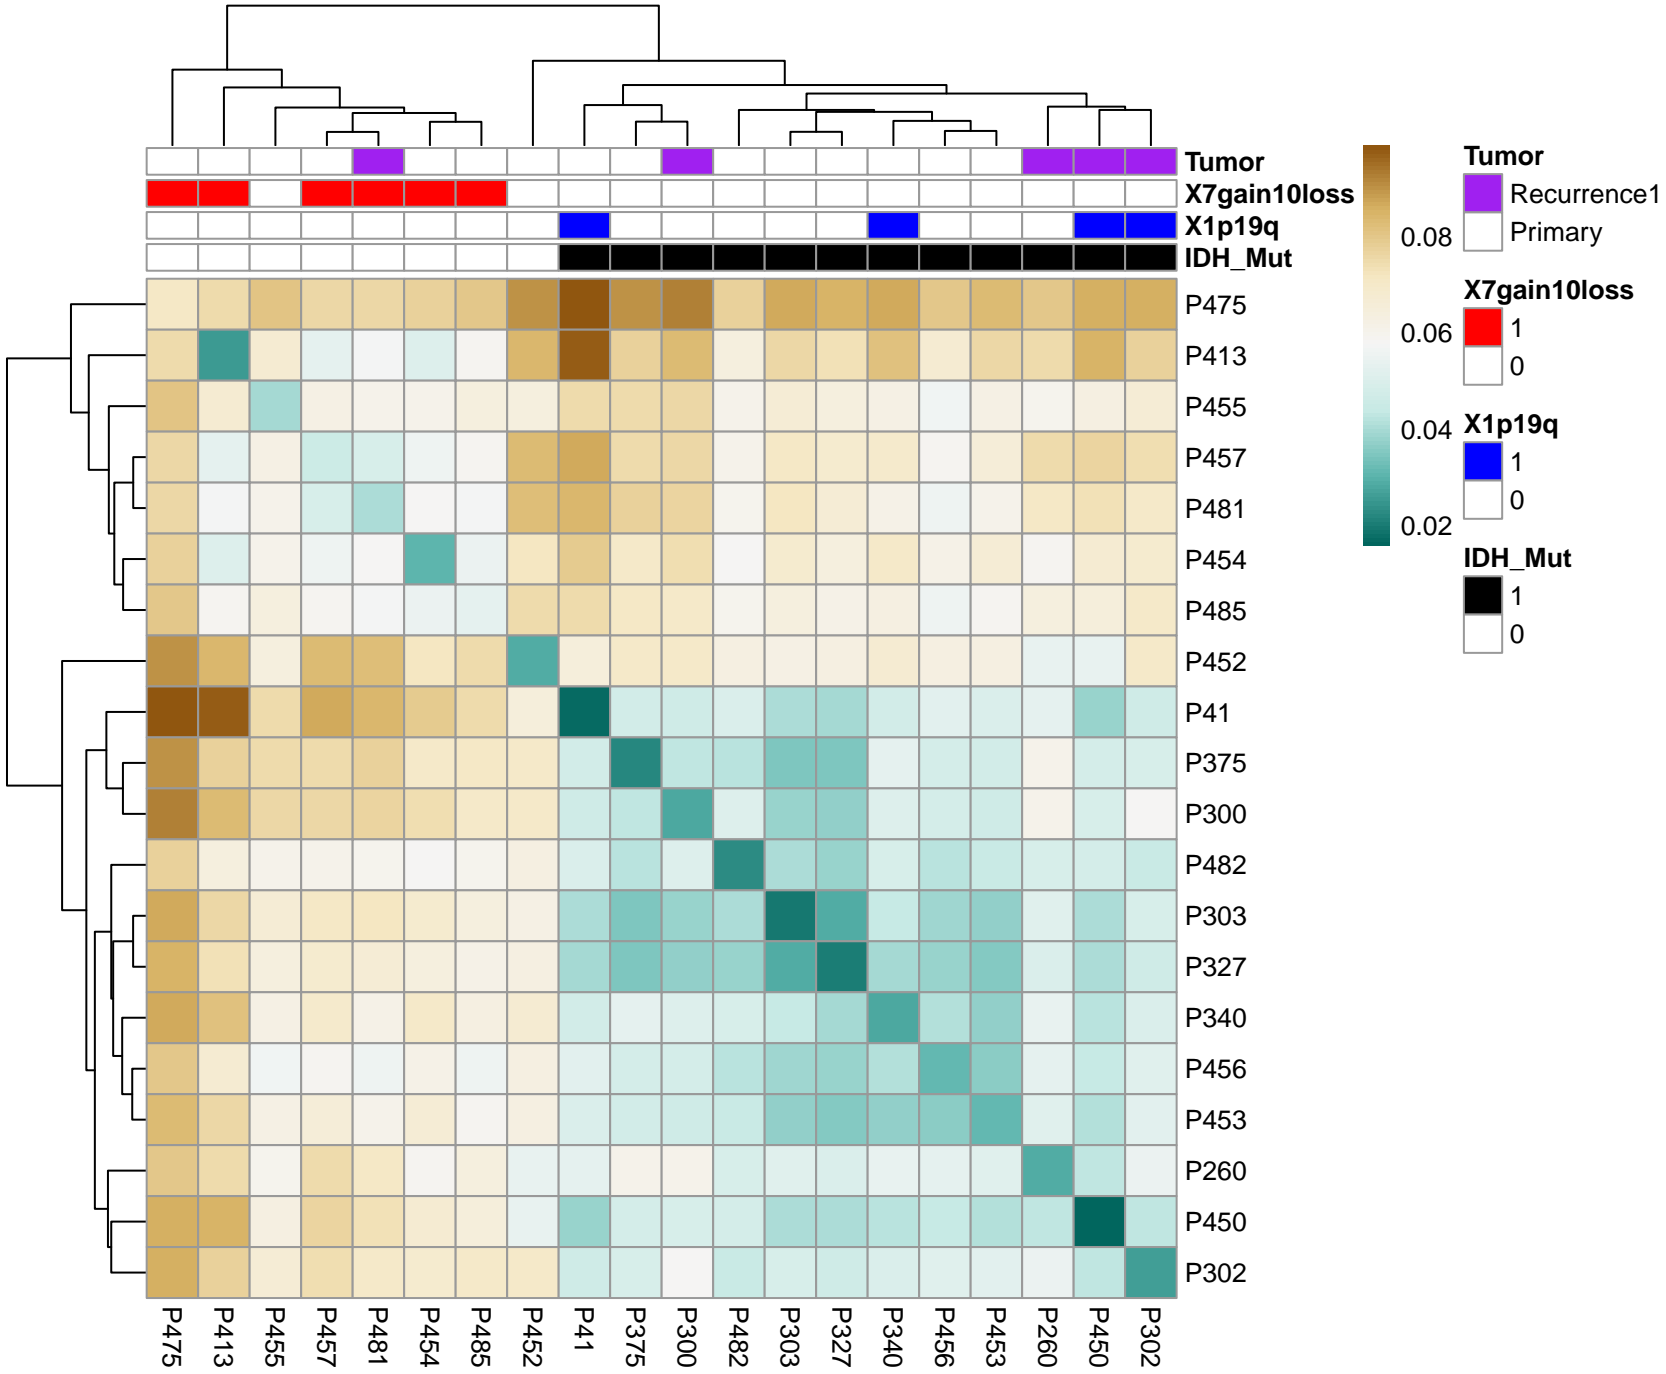 Tumor
X7gain10loss
X1p19q
IDH_Mut
P475
P413
P455
P457
P481
P454
P485
P452
P41
P375
P300
P482
P303
P327
P340
P456
P453
P260
P450
P302
P475
P413
P455
P457
P481
P454
P485
P452
P41
P375
P300
P482
P303
P327
P340
P456
P453
P260
P450
P302
0.08
0.06
0.04
0.02
Tumor
Recurrence1
Primary
X7gain10loss
1
0
X1p19q
1
0
IDH_Mut
1
0